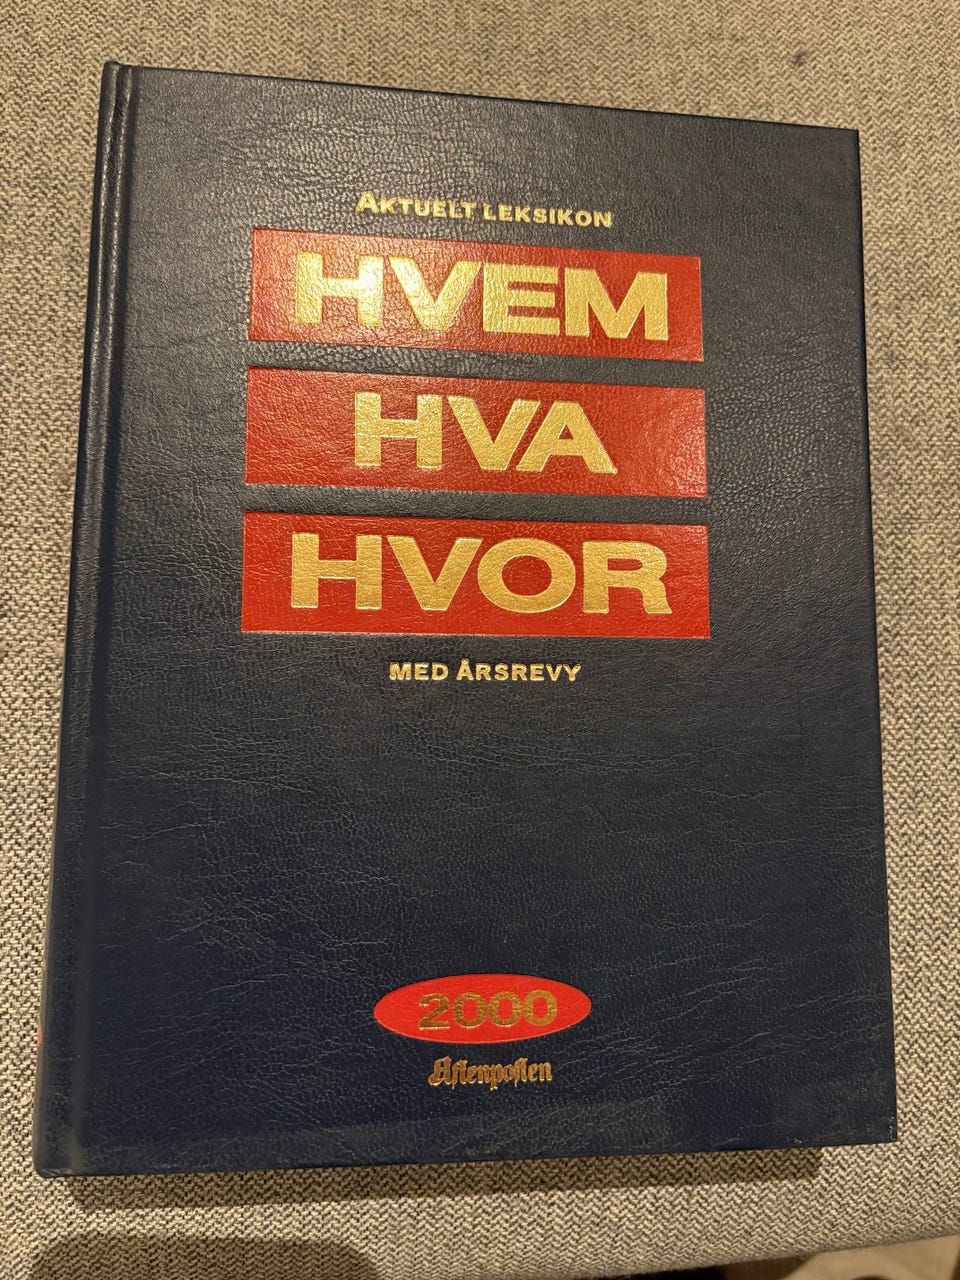 AKTUELT LEKSIKON
HVEM
HVA
HVOR
MED ÅRSREVY
2000
Aftenposten